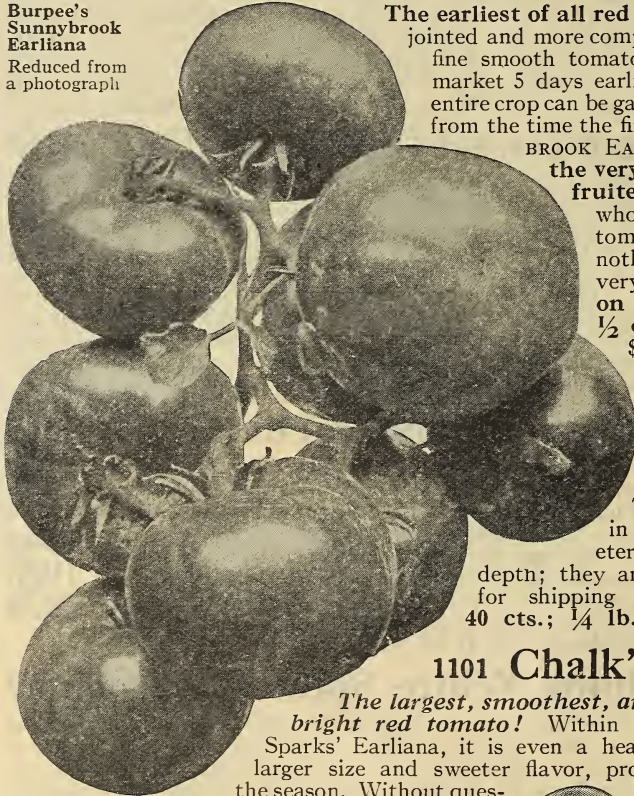 Burpee's
Sunnybrook
Earliana
Reduced from
a photograph
The earliest of all red
jointed and more com
fine smooth tomato
market 5 days earli
entire crop can be ga
from the time the fi
BROOK EA
the very
fruite
who
tom
noth
very
on
½
$
in
eter
depth; they ar
for shipping
40 cts.; ¼ lb.
1101 Chalk'
The largest, smoothest, a
bright red tomato! Within
Sparks' Earliana, it is even a hea
larger size and sweeter flavor, pro
the season. Without ques-